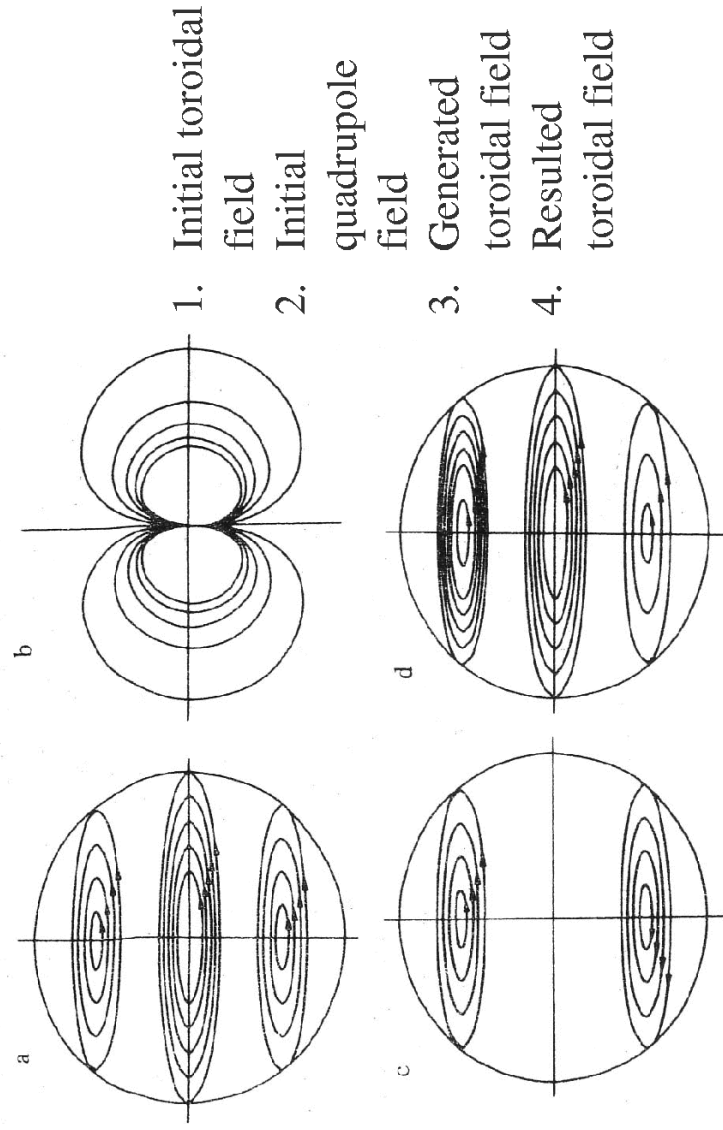 a
b
c
d
1. Initial toroidal
field
2. Initial
quadrupole
field
3. Generated
toroidal field
4. Resulted
toroidal field